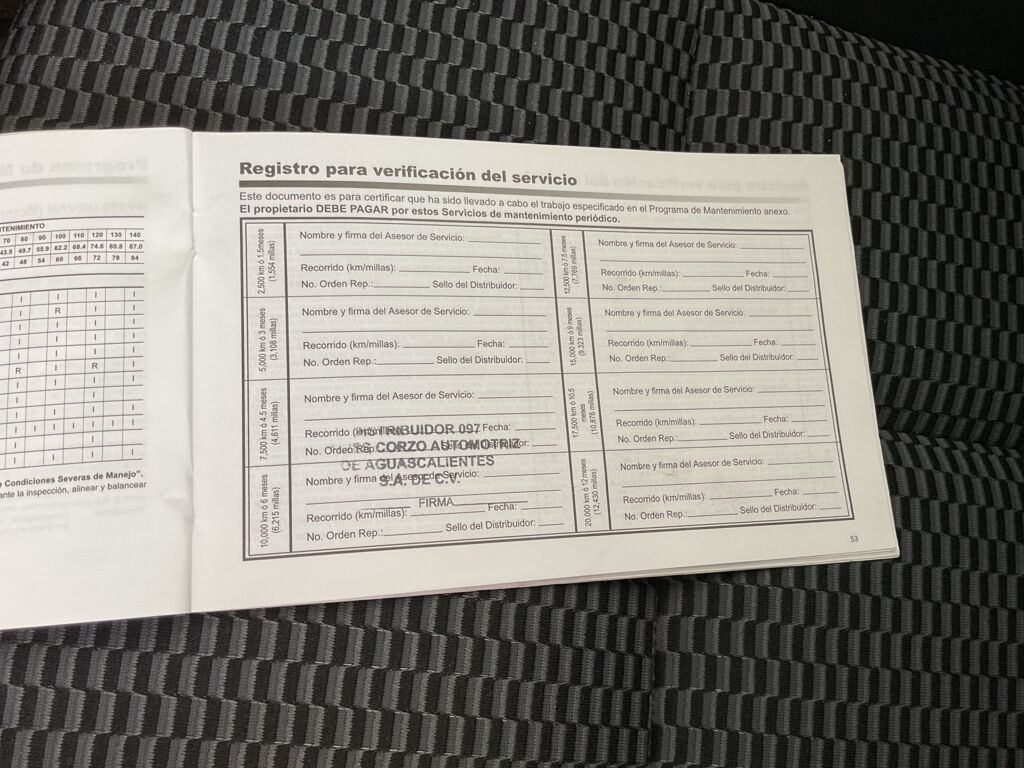 NTENIMIENTO
70 80 90 100 110 120 130 140
43.5 49.7 55.9 62.2 68.4 74.6 80.8 87.0
42 48 54 60 66 72 78 84
I I I I
I R I I
I I I I
I I I I
I I I I
R I R I
I I I I
I I I I
I I I I
I I I I I I I I
I I I I
e Condiciones Severas de Manejo".
ante la inspección, alinear y balancear
Registro para verificación del servicio
Este documento es para certificar que ha sido llevado a cabo el trabajo especificado en el Programa de Mantenimiento anexo.
El propietario DEBE PAGAR por estos Servicios de mantenimiento periódico.
2,500 km ó 1.5meses
(1,554 millas)
Nombre y firma del Asesor de Servicio:
Recorrido (km/millas): Fecha:
No. Orden Rep.: Sello del Distribuidor:
5,000 km ó 3 meses
(3,108 millas)
Nombre y firma del Asesor de Servicio:
Recorrido (km/millas): Fecha:
No. Orden Rep.: Sello del Distribuidor:
7,500 km ó 4.5 meses
(4,611 millas)
Nombre y firma del Asesor de Servicio:
Recorrido (km/millas): Fecha:
No. Orden Rep.: Sello del Distribuidor:
DISTRIBUIDOR 097
CORZO AUTOMOTRIZ
DE AGUASCALIENTES
S.A. DE C.V.
FIRMA
10,000 km ó 6 meses
(6,215 millas)
Nombre y firma del Asesor de Servicio:
Recorrido (km/millas): Fecha:
No. Orden Rep.: Sello del Distribuidor:
12,500 km ó 7.5 meses
(7,769 millas)
Nombre y firma del Asesor de Servicio:
Recorrido (km/millas): Fecha:
No. Orden Rep.: Sello del Distribuidor:
15,000 km ó 9 meses
(9,323 millas)
Nombre y firma del Asesor de Servicio:
Recorrido (km/millas): Fecha:
No. Orden Rep.: Sello del Distribuidor:
17,500 km ó 10.5
meses
(10,876 millas)
Nombre y firma del Asesor de Servicio:
Recorrido (km/millas): Fecha:
No. Orden Rep.: Sello del Distribuidor:
20,000 km ó 12 meses
(12,430 millas)
Nombre y firma del Asesor de Servicio:
Recorrido (km/millas): Fecha:
No. Orden Rep.: Sello del Distribuidor:
53